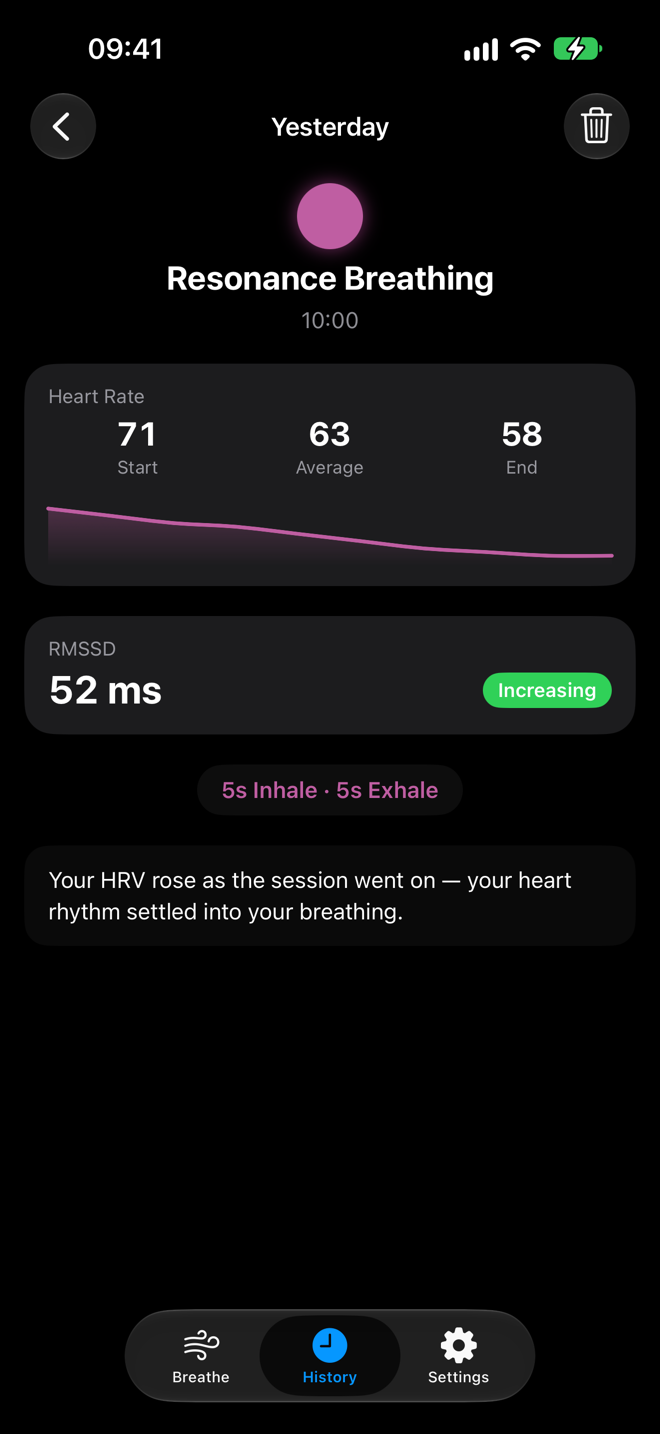 09:41
Yesterday
Resonance Breathing
10:00
Heart Rate
71 63 58
Start Average End
RMSSD
52 ms
Increasing
5s Inhale · 5s Exhale
Your HRV rose as the session went on — your heart
rhythm settled into your breathing.
Breathe History Settings